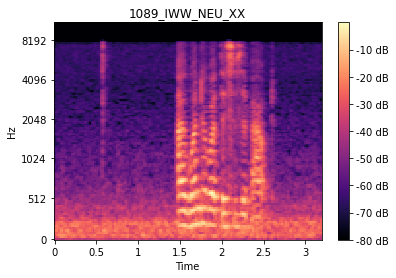 1089_IWW_NEU_XX
8192
4096
2048
1024
512
0
Hz
0 0.5 1 1.5 2 2.5 3
Time
-10 dB
-20 dB
-30 dB
-40 dB
-50 dB
-60 dB
-70 dB
-80 dB